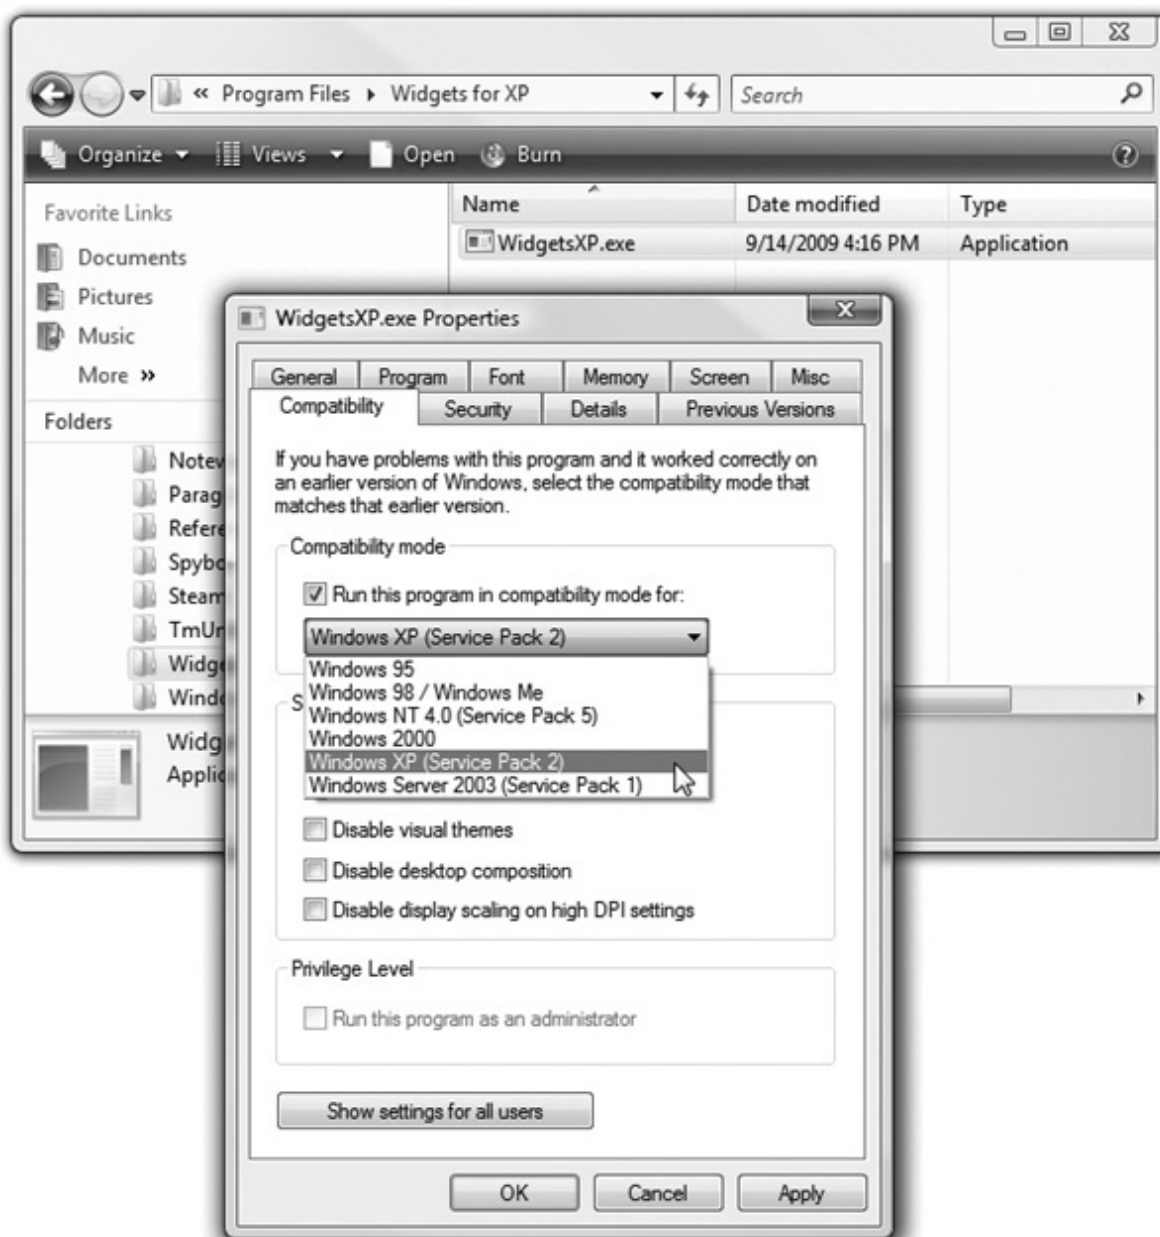 « Program Files ▸ Widgets for XP
Search
Organize Views Open Burn
Favorite Links
Documents
Pictures
Music
More »
Folders
Name Date modified Type
WidgetsXP.exe 9/14/2009 4:16 PM Application
Steam
WidgetsXP.exe Properties
General Program Font Memory Screen Misc
Compatibility Security Details Previous Versions
If you have problems with this program and it worked correctly on
an earlier version of Windows, select the compatibility mode that
matches that earlier version.
Compatibility mode
Run this program in compatibility mode for:
Windows XP (Service Pack 2)
Windows 95
Windows 98 / Windows Me
Windows NT 4.0 (Service Pack 5)
Windows 2000
Windows XP (Service Pack 2)
Windows Server 2003 (Service Pack 1)
Disable visual themes
Disable desktop composition
Disable display scaling on high DPI settings
Privilege Level
Run this program as an administrator
Show settings for all users
OK Cancel Apply